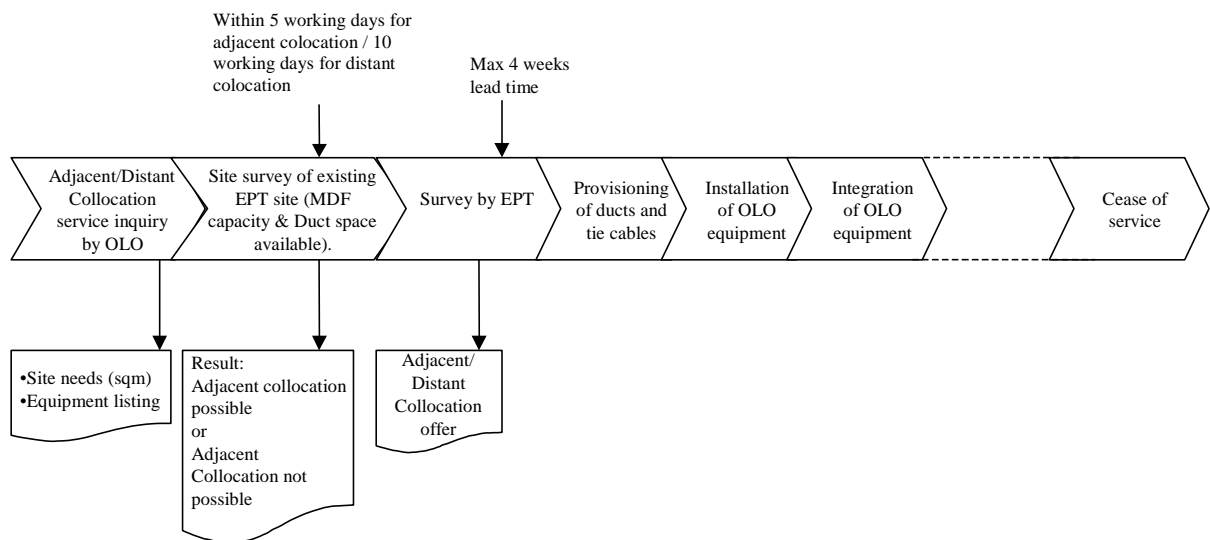 Within 5 working days for
adjacent colocation / 10
working days for distant
colocation
Max 4 weeks
lead time
Adjacent/Distant
Collocation
service inquiry
by OLO
Site survey of existing
EPT site (MDF
capacity & Duct space
available).
Survey by EPT
Provisioning
of ducts and
tie cables
Installation
of OLO
equipment
Integration
of OLO
equipment
Cease of
service
•Site needs (sqm)
•Equipment listing
Result:
Adjacent collocation
possible
or
Adjacent
Collocation not
possible
Adjacent/
Distant
Collocation
offer